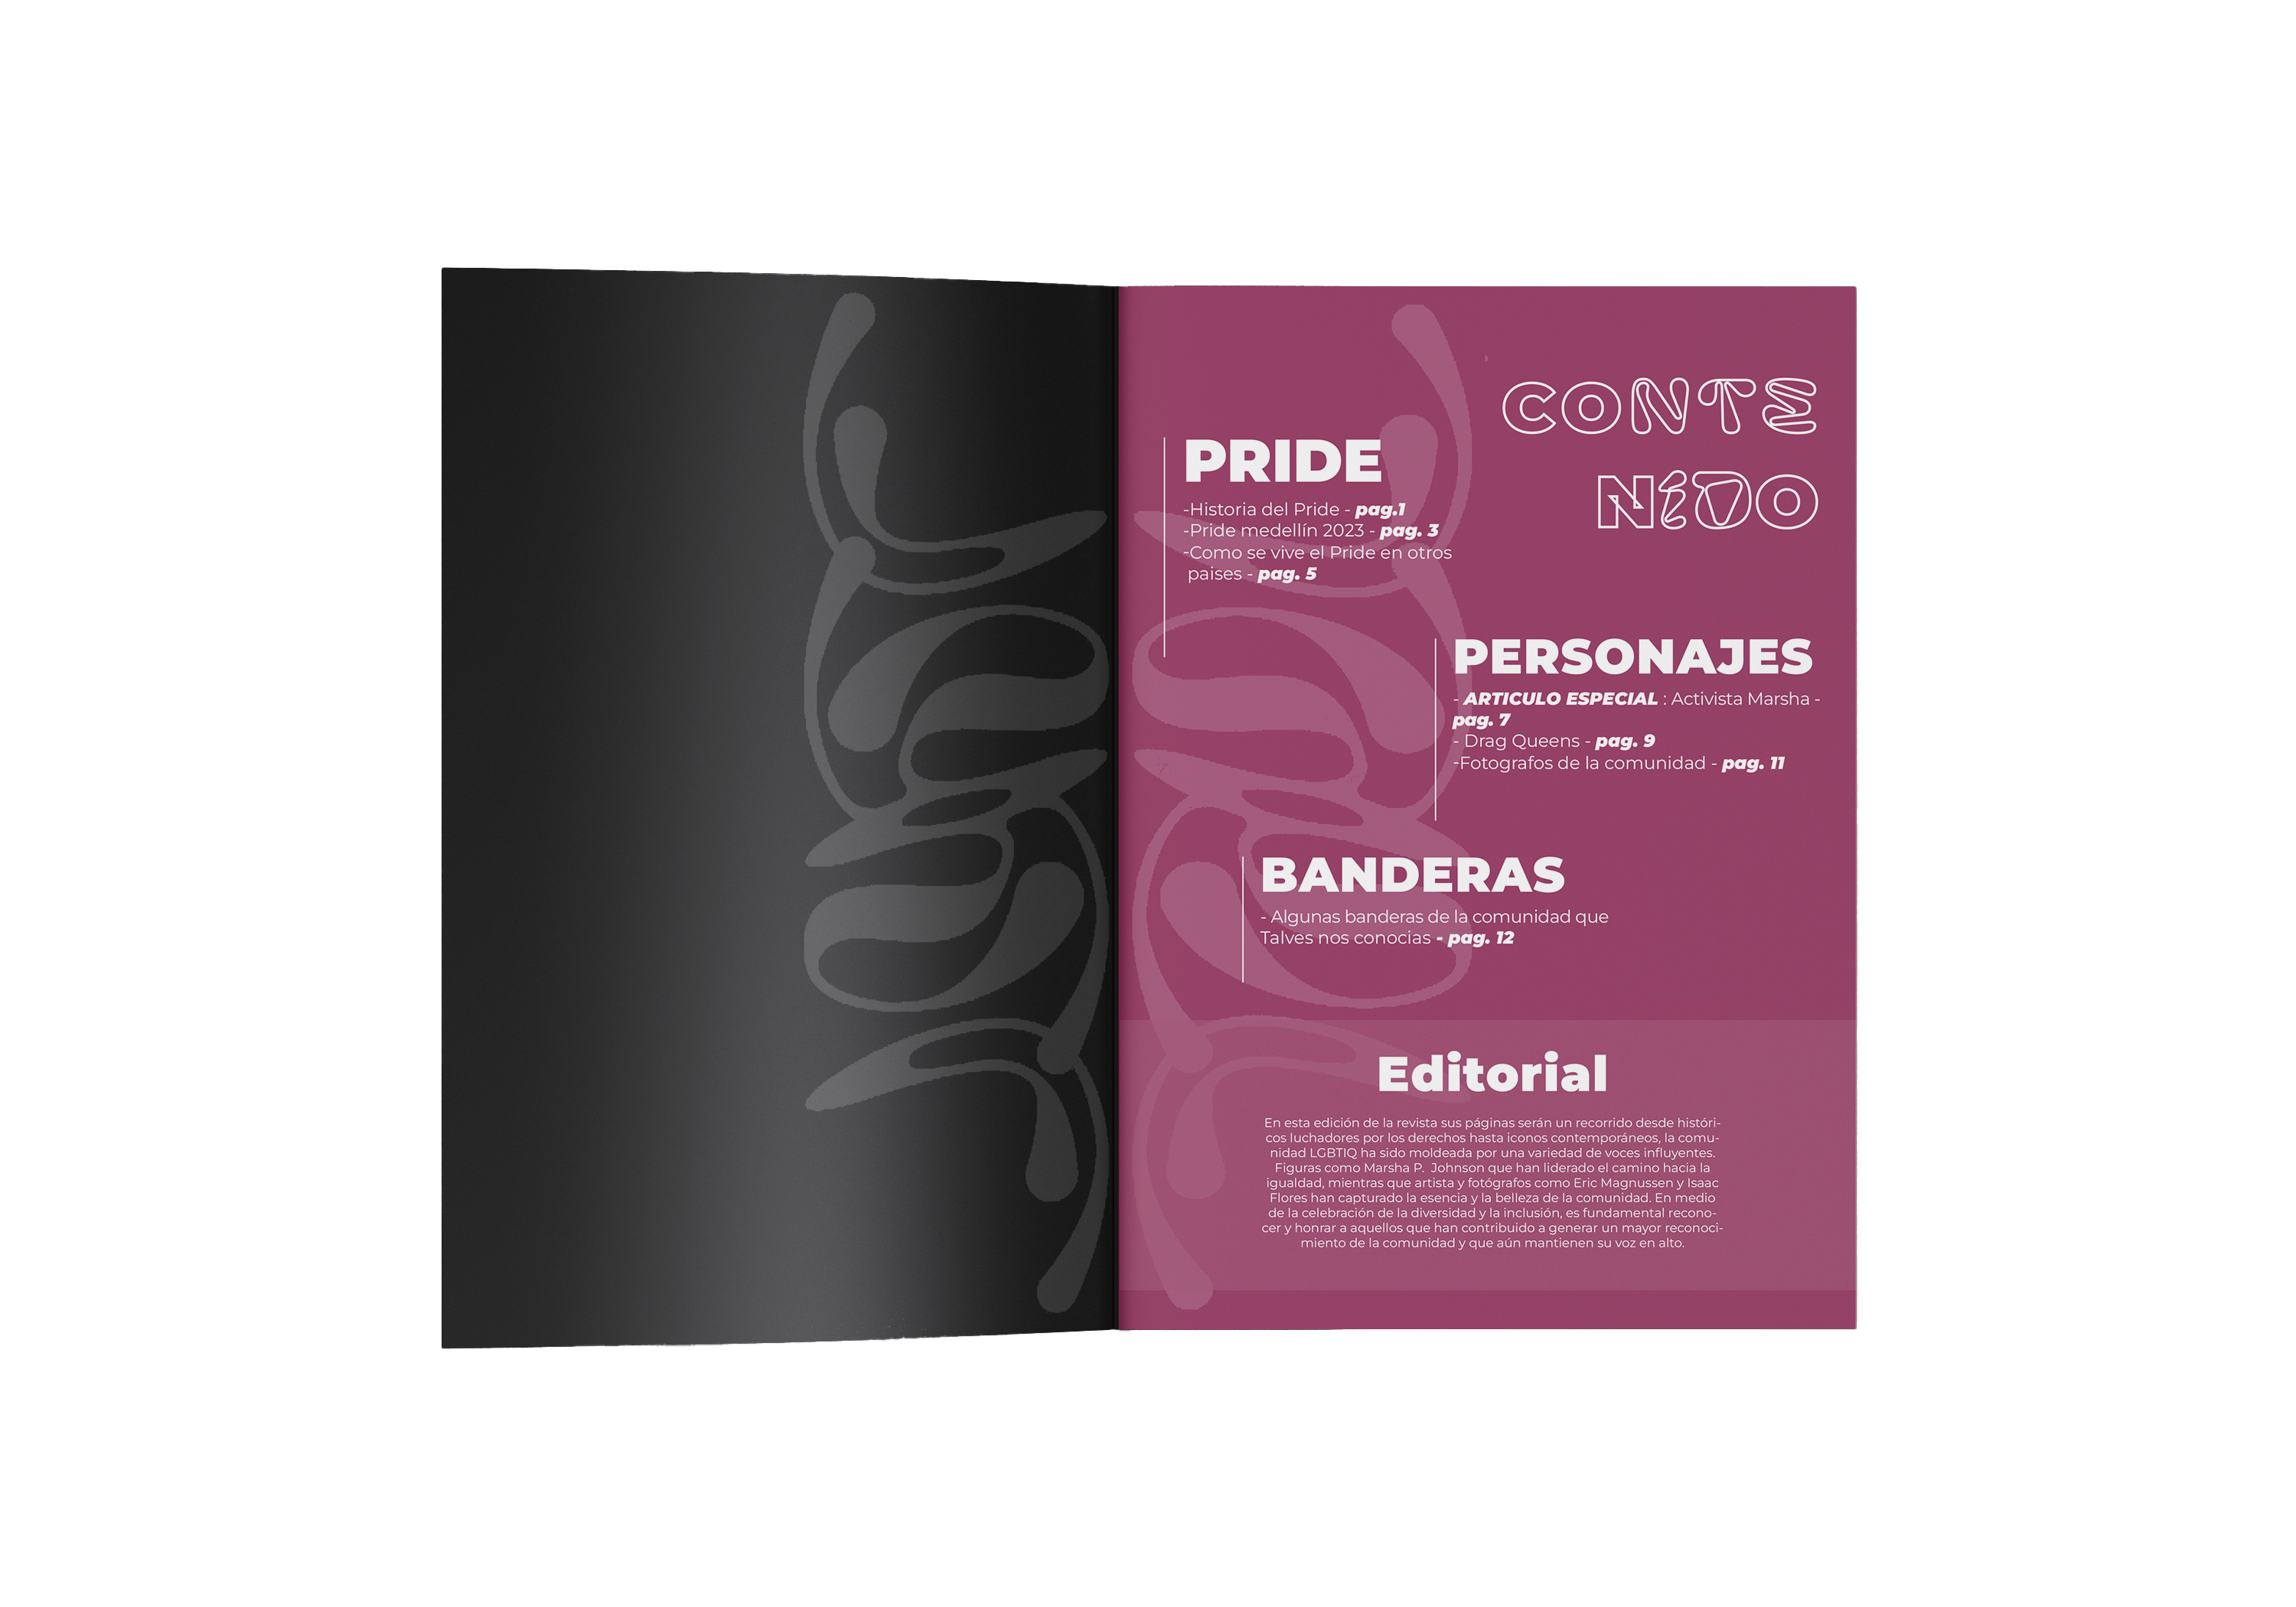 CONTE
NIDO
PRIDE
-Historia del Pride - pag.1
-Pride medellín 2023 - pag. 3
-Como se vive el Pride en otros
paises - pag. 5
PERSONAJES
- ARTICULO ESPECIAL : Activista Marsha -
pag. 7
- Drag Queens - pag. 9
-Fotografos de la comunidad - pag. 11
BANDERAS
- Algunas banderas de la comunidad que
Talves nos conocias - pag. 12
Editorial
En esta edición de la revista sus páginas serán un recorrido desde históri-
cos luchadores por los derechos hasta iconos contemporáneos, la comu-
nidad LGBTIQ ha sido moldeada por una variedad de voces influyentes.
Figuras como Marsha P. Johnson que han liderado el camino hacia la
igualdad, mientras que artista y fotógrafos como Eric Magnussen y Isaac
Flores han capturado la esencia y la belleza de la comunidad. En medio
de la celebración de la diversidad y la inclusión, es fundamental recono-
cer y honrar a aquellos que han contribuido a generar un mayor reconoci-
miento de la comunidad y que aún mantienen su voz en alto.